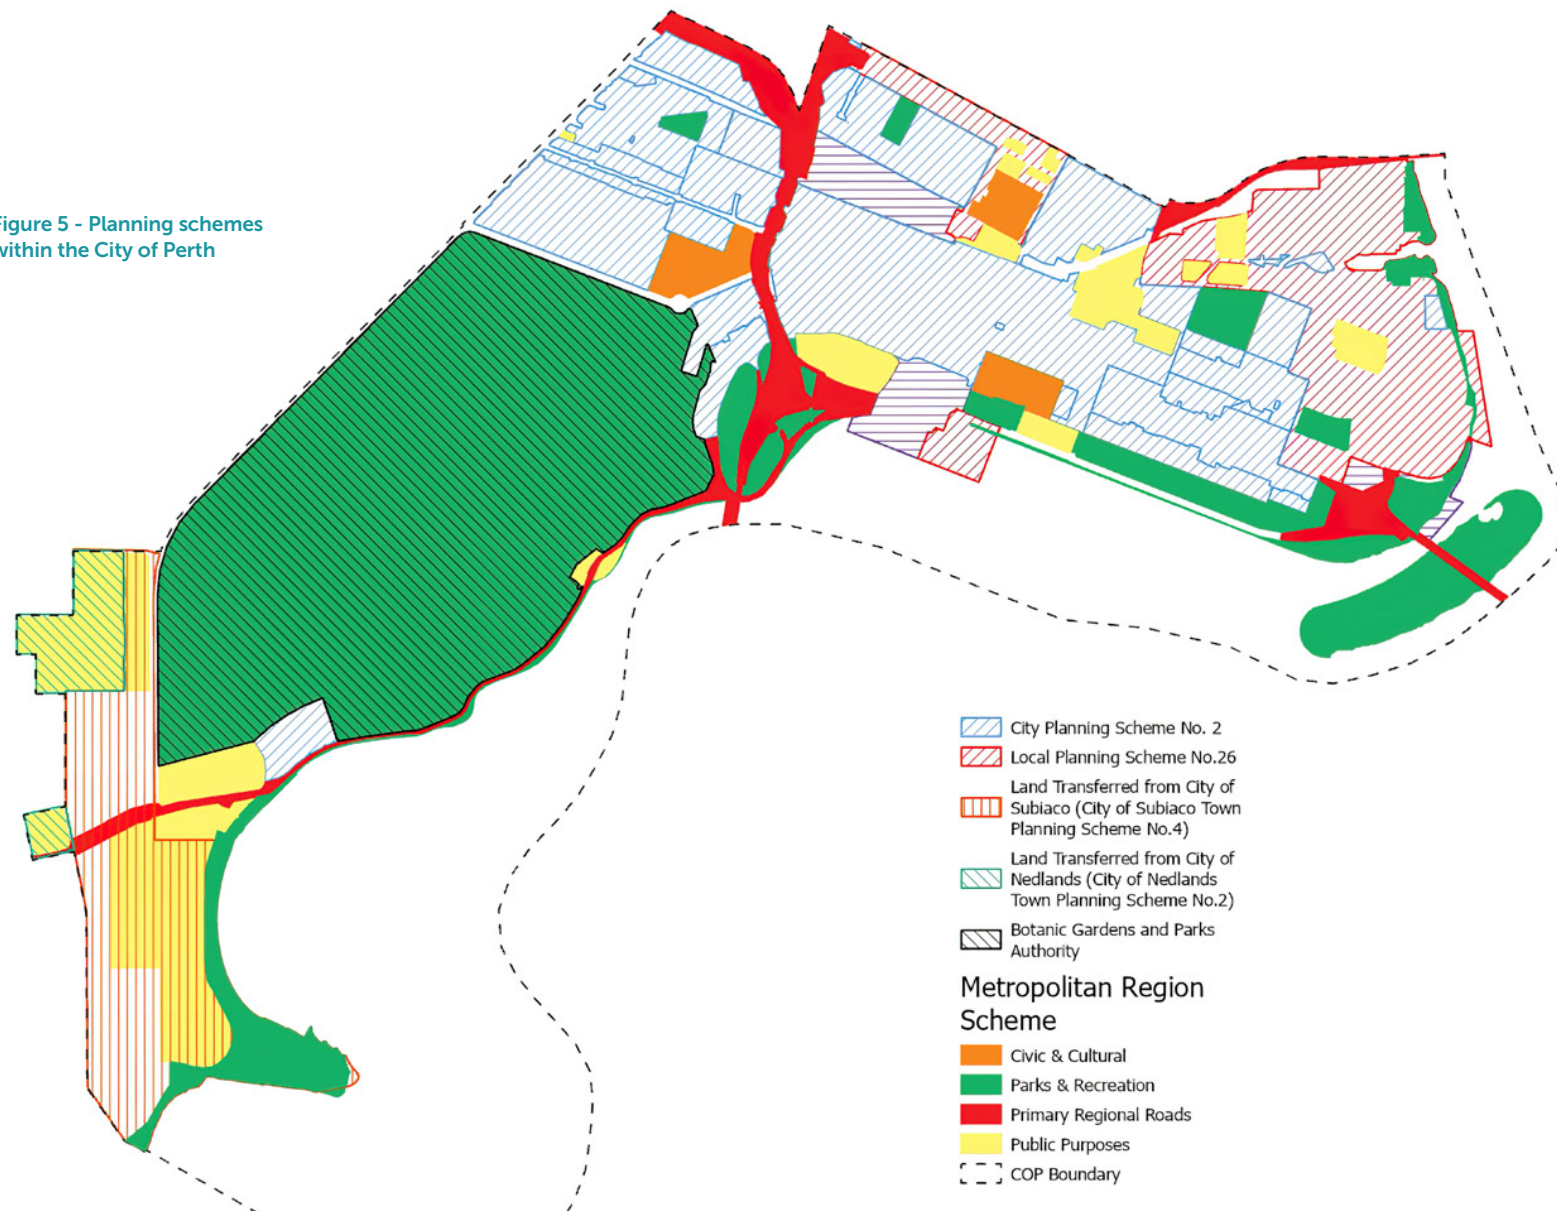 Figure 5 - Planning schemes
within the City of Perth
City Planning Scheme No. 2
Local Planning Scheme No.26
Land Transferred from City of
Subiaco (City of Subiaco Town
Planning Scheme No.4)
Land Transferred from City of
Nedlands (City of Nedlands
Town Planning Scheme No.2)
Botanic Gardens and Parks
Authority
Metropolitan Region
Scheme
Civic & Cultural
Parks & Recreation
Primary Regional Roads
Public Purposes
COP Boundary